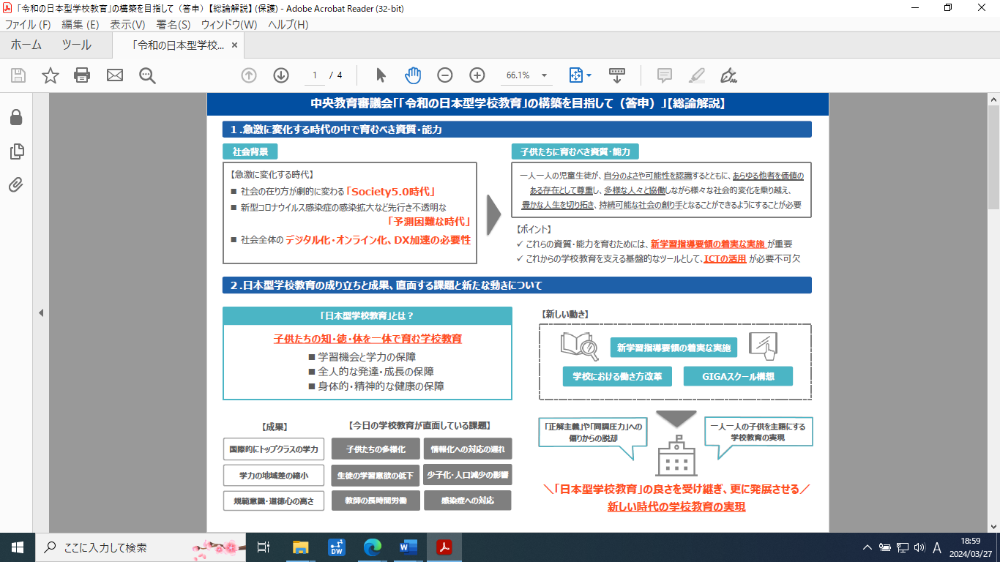 「令和の日本型学校教育」の構築を目指して（答申）【総論解説】 (保護) - Adobe Acrobat Reader (32-bit)
ファイル (F) 編集 (E) 表示(V) 署名(S) ウィンドウ(W) ヘルプ(H)
ホーム ツール 「令和の日本型学校... ×
1 / 4 66.1%
中央教育審議会「「令和の日本型学校教育」の構築を目指して（答申）」【総論解説】
１.急激に変化する時代の中で育むべき資質・能力
社会背景
【急激に変化する時代】
■ 社会の在り方が劇的に変わる「Society5.0時代」
■ 新型コロナウイルス感染症の感染拡大など先行き不透明な
「予測困難な時代」
■ 社会全体の デジタル化・オンライン化、DX加速の必要性
子供たちに育むべき資質・能力
一人一人の児童生徒が、自分のよさや可能性を認識するとともに、あらゆる他者を価値の
ある存在として尊重し、多様な人々と協働しながら様々な社会的変化を乗り越え、
豊かな人生を切り拓き、持続可能な社会の創り手となることができるようにすることが必要
【ポイント】
✓ これらの資質・能力を育むためには、新学習指導要領の着実な実施 が重要
✓ これからの学校教育を支える基盤的なツールとして、ICTの活用 が必要不可欠
２.日本型学校教育の成り立ちと成果、直面する課題と新たな動きについて
「日本型学校教育」とは？
子供たちの知・徳・体を一体で育む学校教育
■ 学習機会と学力の保障
■ 全人的な発達・成長の保障
■ 身体的・精神的な健康の保障
【新しい動き】
新学習指導要領の着実な実施
学校における働き方改革 GIGAスクール構想
【成果】
国際的にトップクラスの学力
学力の地域差の縮小
規範意識・道徳心の高さ
【今日の学校教育が直面している課題】
子供たちの多様化 情報化への対応の遅れ
生徒の学習意欲の低下 少子化・人口減少の影響
教師の長時間労働 感染症への対応
「正解主義」や「同調圧力」への
偏りからの脱却
一人一人の子供を主語にする
学校教育の実現
＼「日本型学校教育」の良さを受け継ぎ、更に発展させる／
新しい時代の学校教育の実現
ここに入力して検索
DW
W
A
18:59
2024/03/27